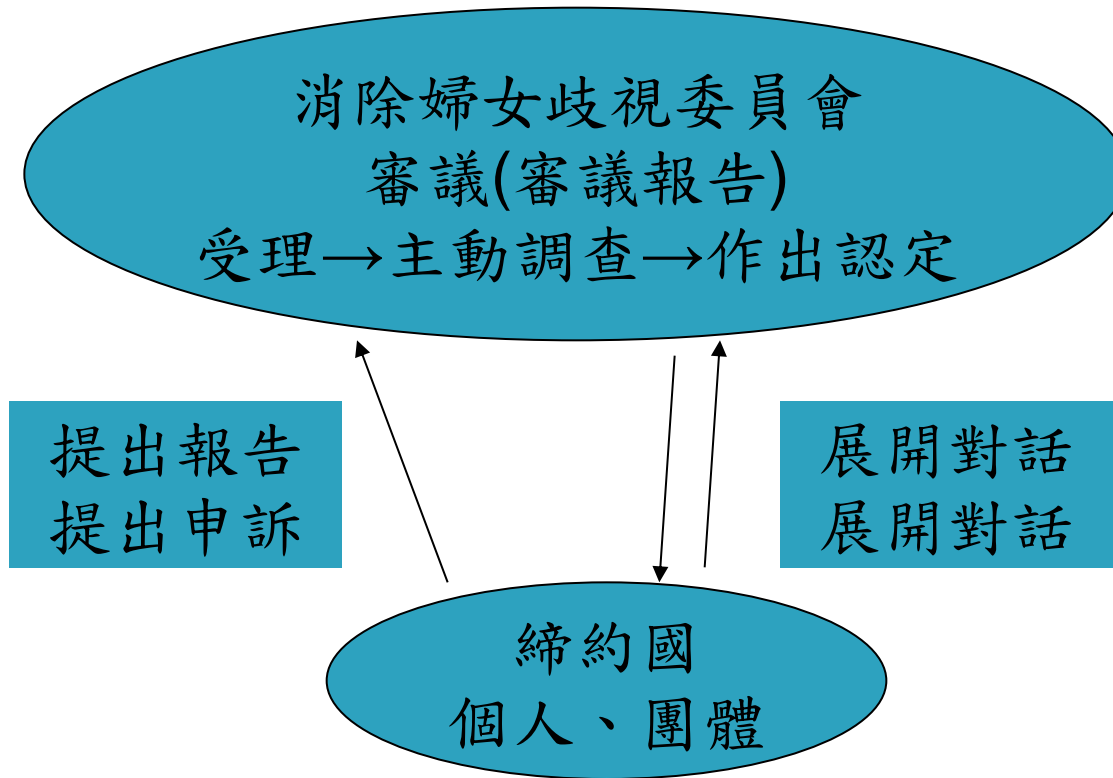 消除婦女歧視委員會
審議(審議報告)
受理→主動調查→作出認定
提出報告
提出申訴
展開對話
展開對話
締約國
個人、團體